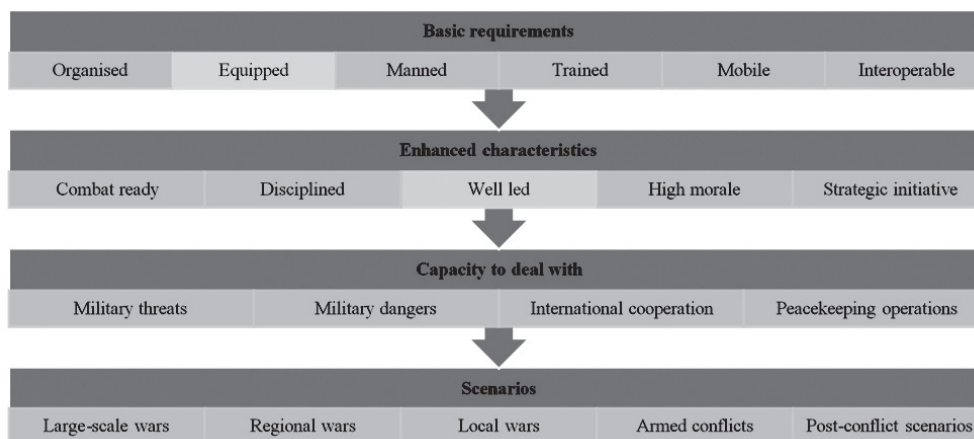 Basic requirements
Organised Equipped Manned Trained Mobile Interoperable
Enhanced characteristics
Combat ready Disciplined Well led High morale Strategic initiative
Capacity to deal with
Military threats Military dangers International cooperation Peacekeeping operations
Scenarios
Large-scale wars Regional wars Local wars Armed conflicts Post-conflict scenarios